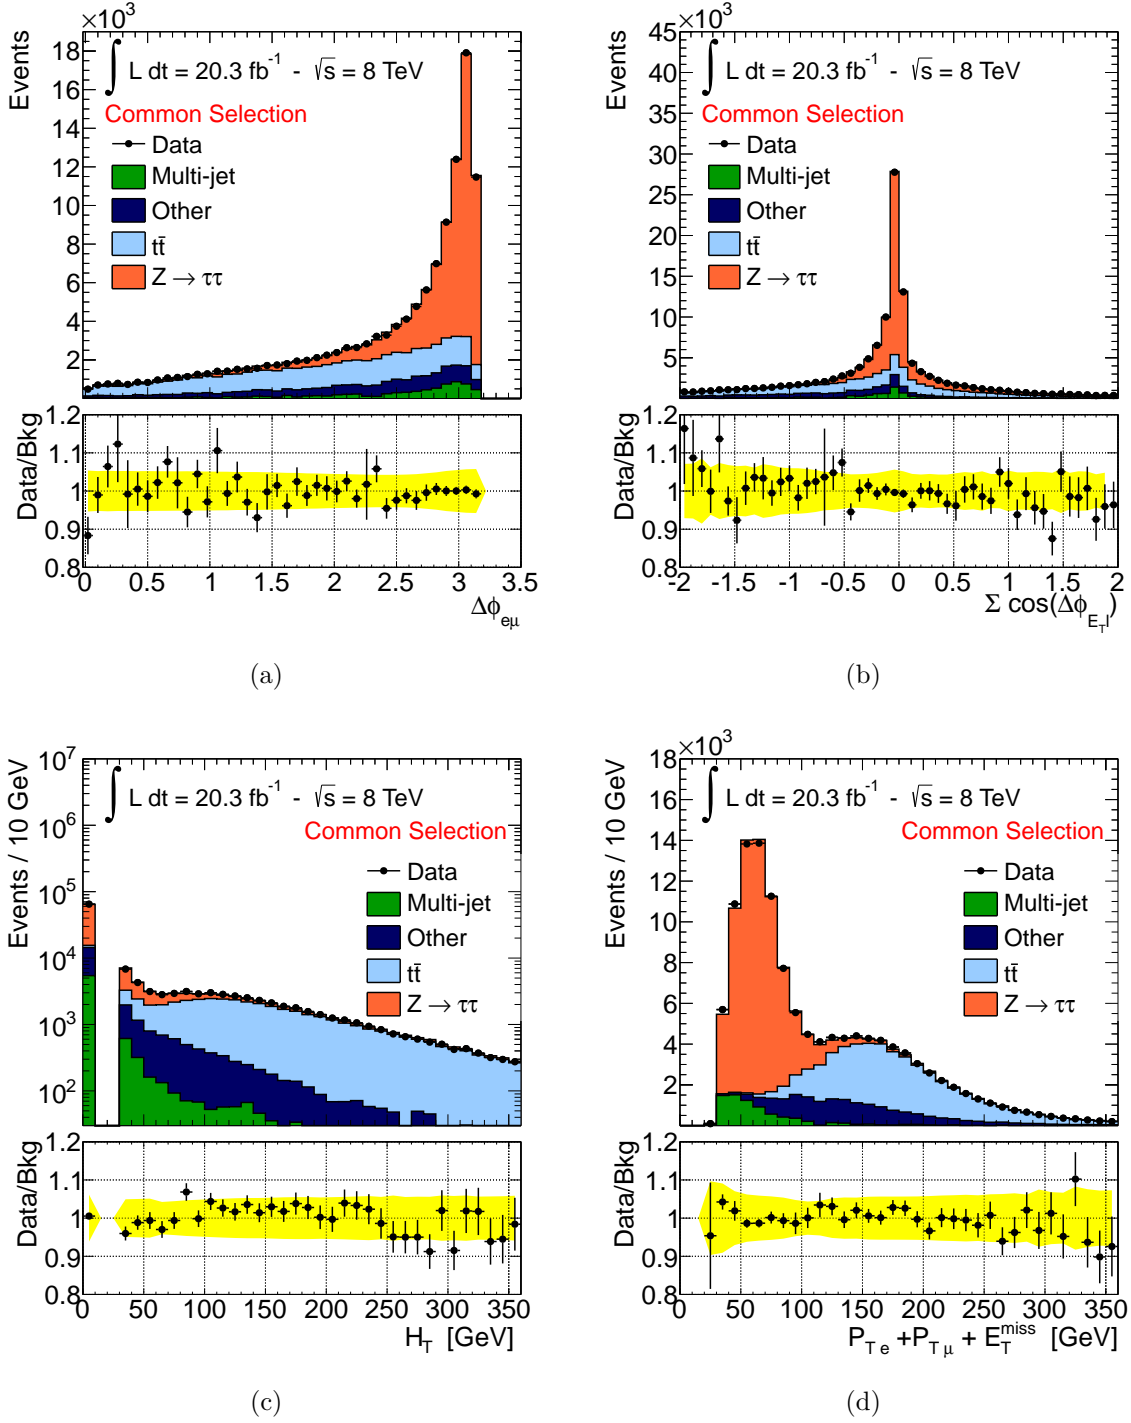 ×10³
Events
18
16
14
12
10
8
6
4
2
∫ L dt = 20.3 fb⁻¹ - √s = 8 TeV
Common Selection
Data
Multi-jet
Other
tt̄
Z → ττ
Data/Bkg
1.2
1.1
1
0.9
0.8
0 0.5 1 1.5 2 2.5 3 3.5
Δϕeμ
(a)
×10³
Events
45
40
35
30
25
20
15
10
5
∫ L dt = 20.3 fb⁻¹ - √s = 8 TeV
Common Selection
Data
Multi-jet
Other
tt̄
Z → ττ
Data/Bkg
1.2
1.1
1
0.9
0.8
-2 -1.5 -1 -0.5 0 0.5 1 1.5 2
Σ cos(Δϕ_E_T l)
(b)
Events / 10 GeV
10⁷
10⁶
10⁵
10⁴
10³
10²
∫ L dt = 20.3 fb⁻¹ - √s = 8 TeV
Common Selection
Data
Multi-jet
Other
tt̄
Z → ττ
Data/Bkg
1.2
1.1
1
0.9
0.8
0 50 100 150 200 250 300 350
H_T [GeV]
(c)
×10³
Events / 10 GeV
18
16
14
12
10
8
6
4
2
∫ L dt = 20.3 fb⁻¹ - √s = 8 TeV
Common Selection
Data
Multi-jet
Other
tt̄
Z → ττ
Data/Bkg
1.2
1.1
1
0.9
0.8
0 50 100 150 200 250 300 350
P_T e + P_T μ + E_T^miss [GeV]
(d)